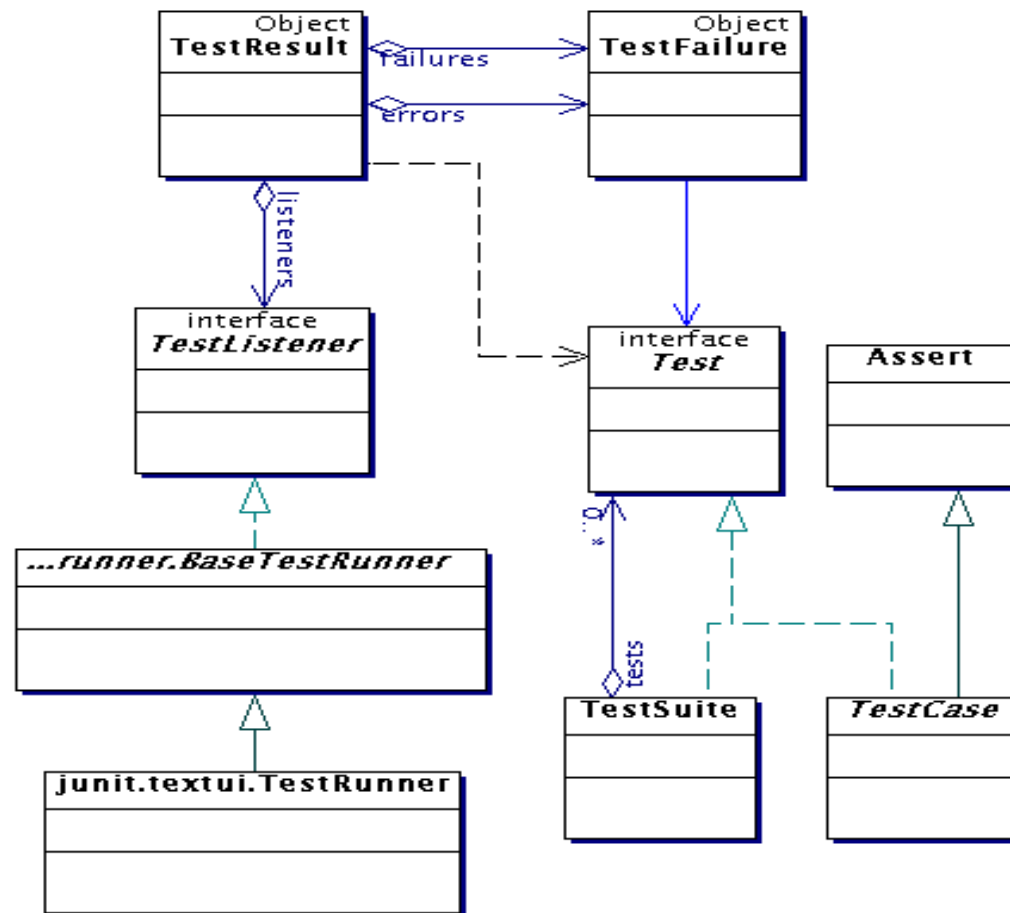 Object
TestResult
Object
TestFailure
failures
errors
listeners
interface
TestListener
interface
Test
Assert
0..*
...runner.BaseTestRunner
tests
TestSuite
TestCase
junit.textui.TestRunner